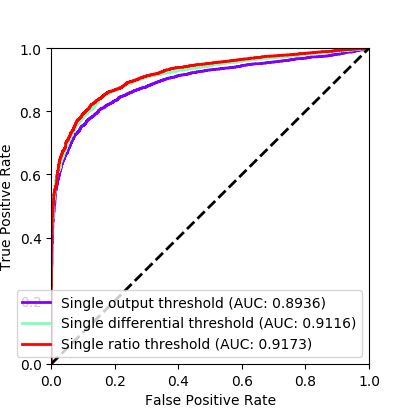 1.0
0.8
0.6
0.4
0.2
0.0
True Positive Rate
Single output threshold (AUC: 0.8936)
Single differential threshold (AUC: 0.9116)
Single ratio threshold (AUC: 0.9173)
0.0 0.2 0.4 0.6 0.8 1.0
False Positive Rate